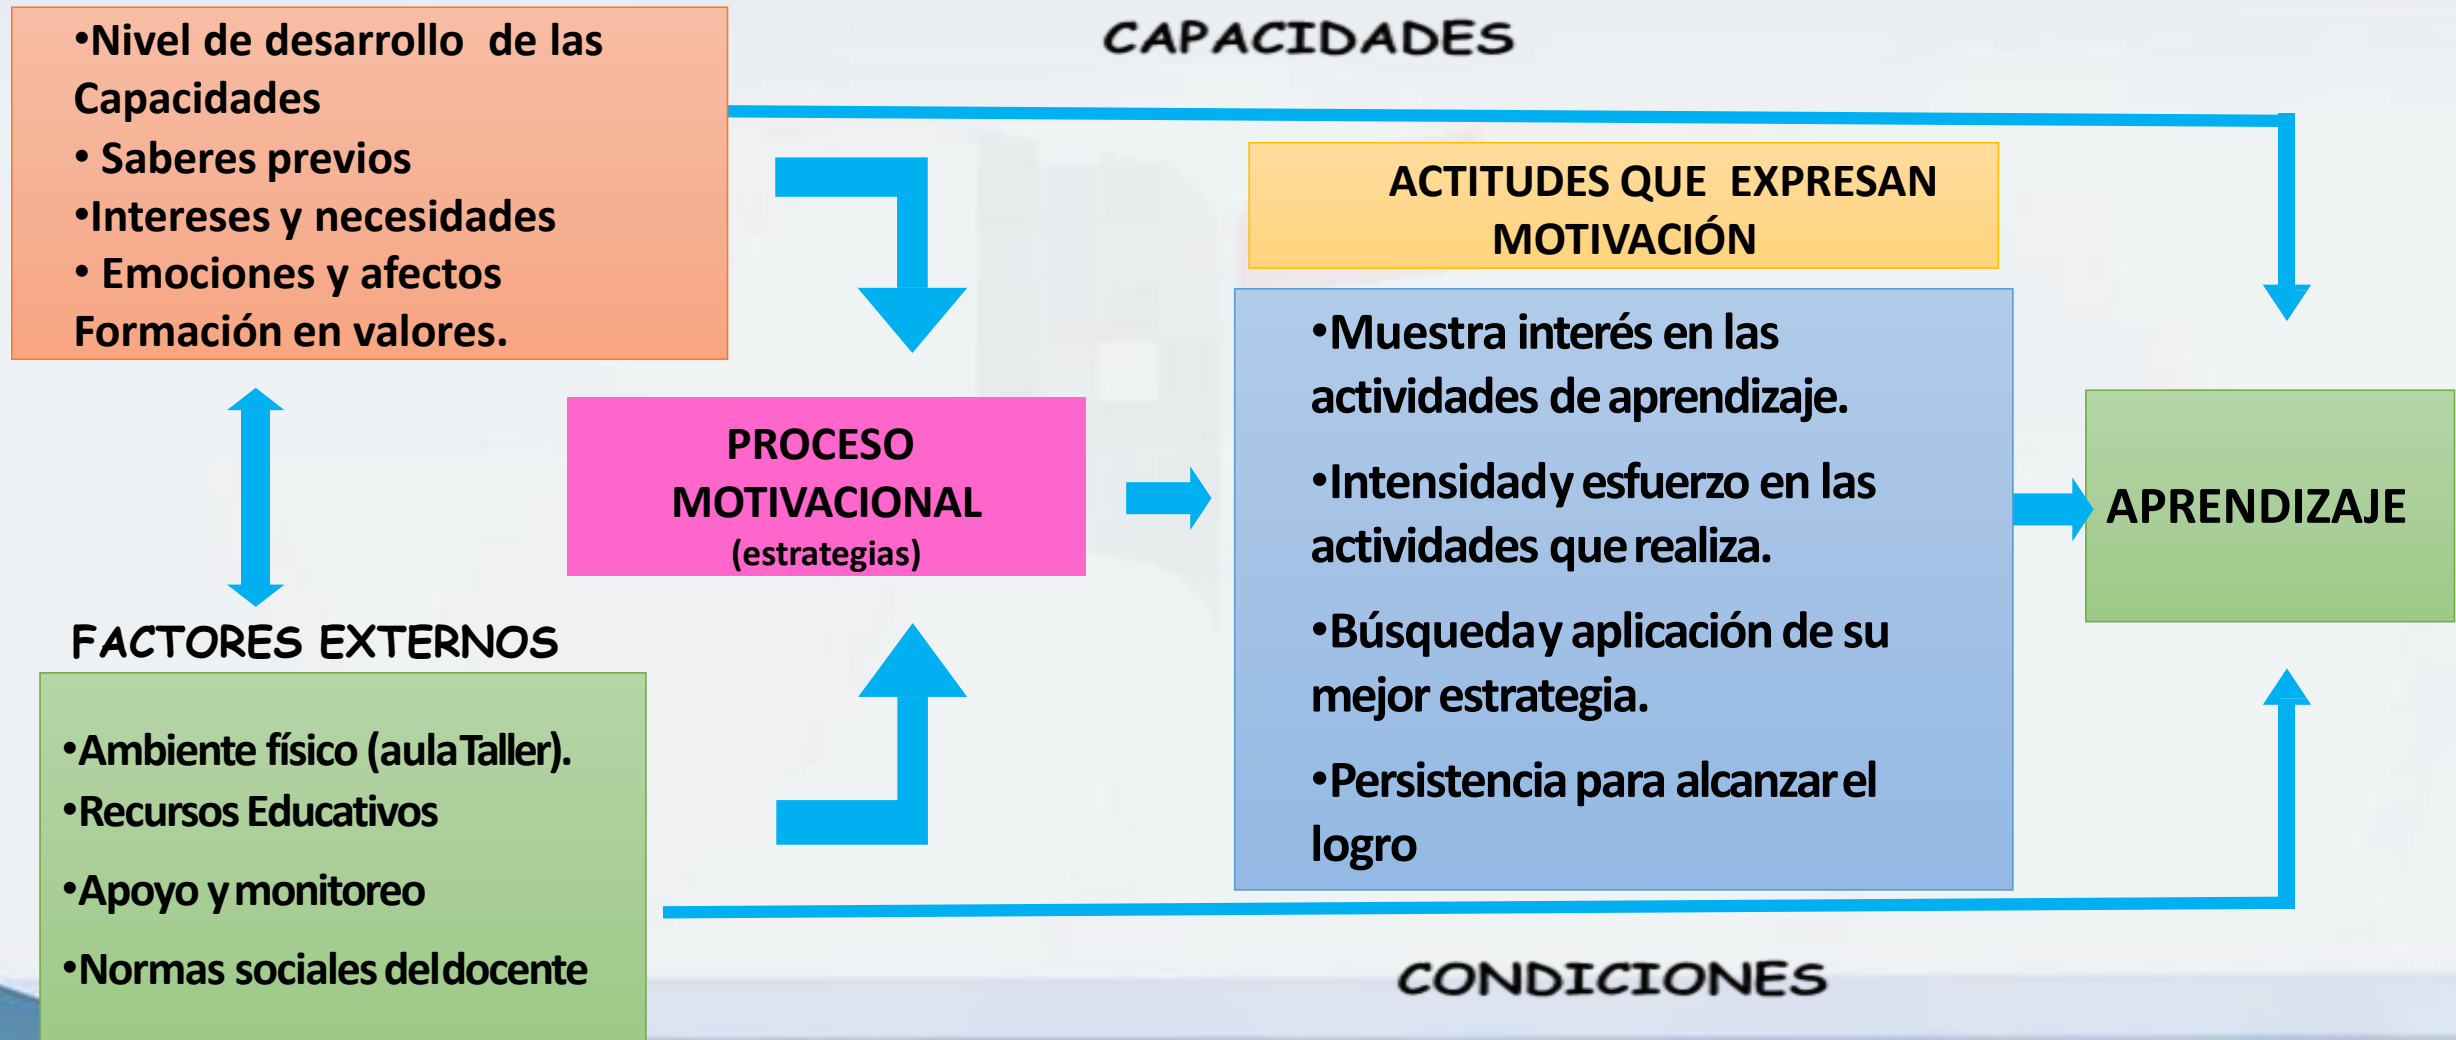 CAPACIDADES
•Nivel de desarrollo de las
Capacidades
• Saberes previos
•Intereses y necesidades
• Emociones y afectos
Formación en valores.
FACTORES EXTERNOS
•Ambiente físico (aula Taller).
•Recursos Educativos
•Apoyo y monitoreo
•Normas sociales del docente
PROCESO
MOTIVACIONAL
(estrategias)
ACTITUDES QUE EXPRESAN
MOTIVACIÓN
•Muestra interés en las
actividades de aprendizaje.
•Intensidad y esfuerzo en las
actividades que realiza.
•Búsqueda y aplicación de su
mejor estrategia.
•Persistencia para alcanzar el
logro
APRENDIZAJE
CONDICIONES